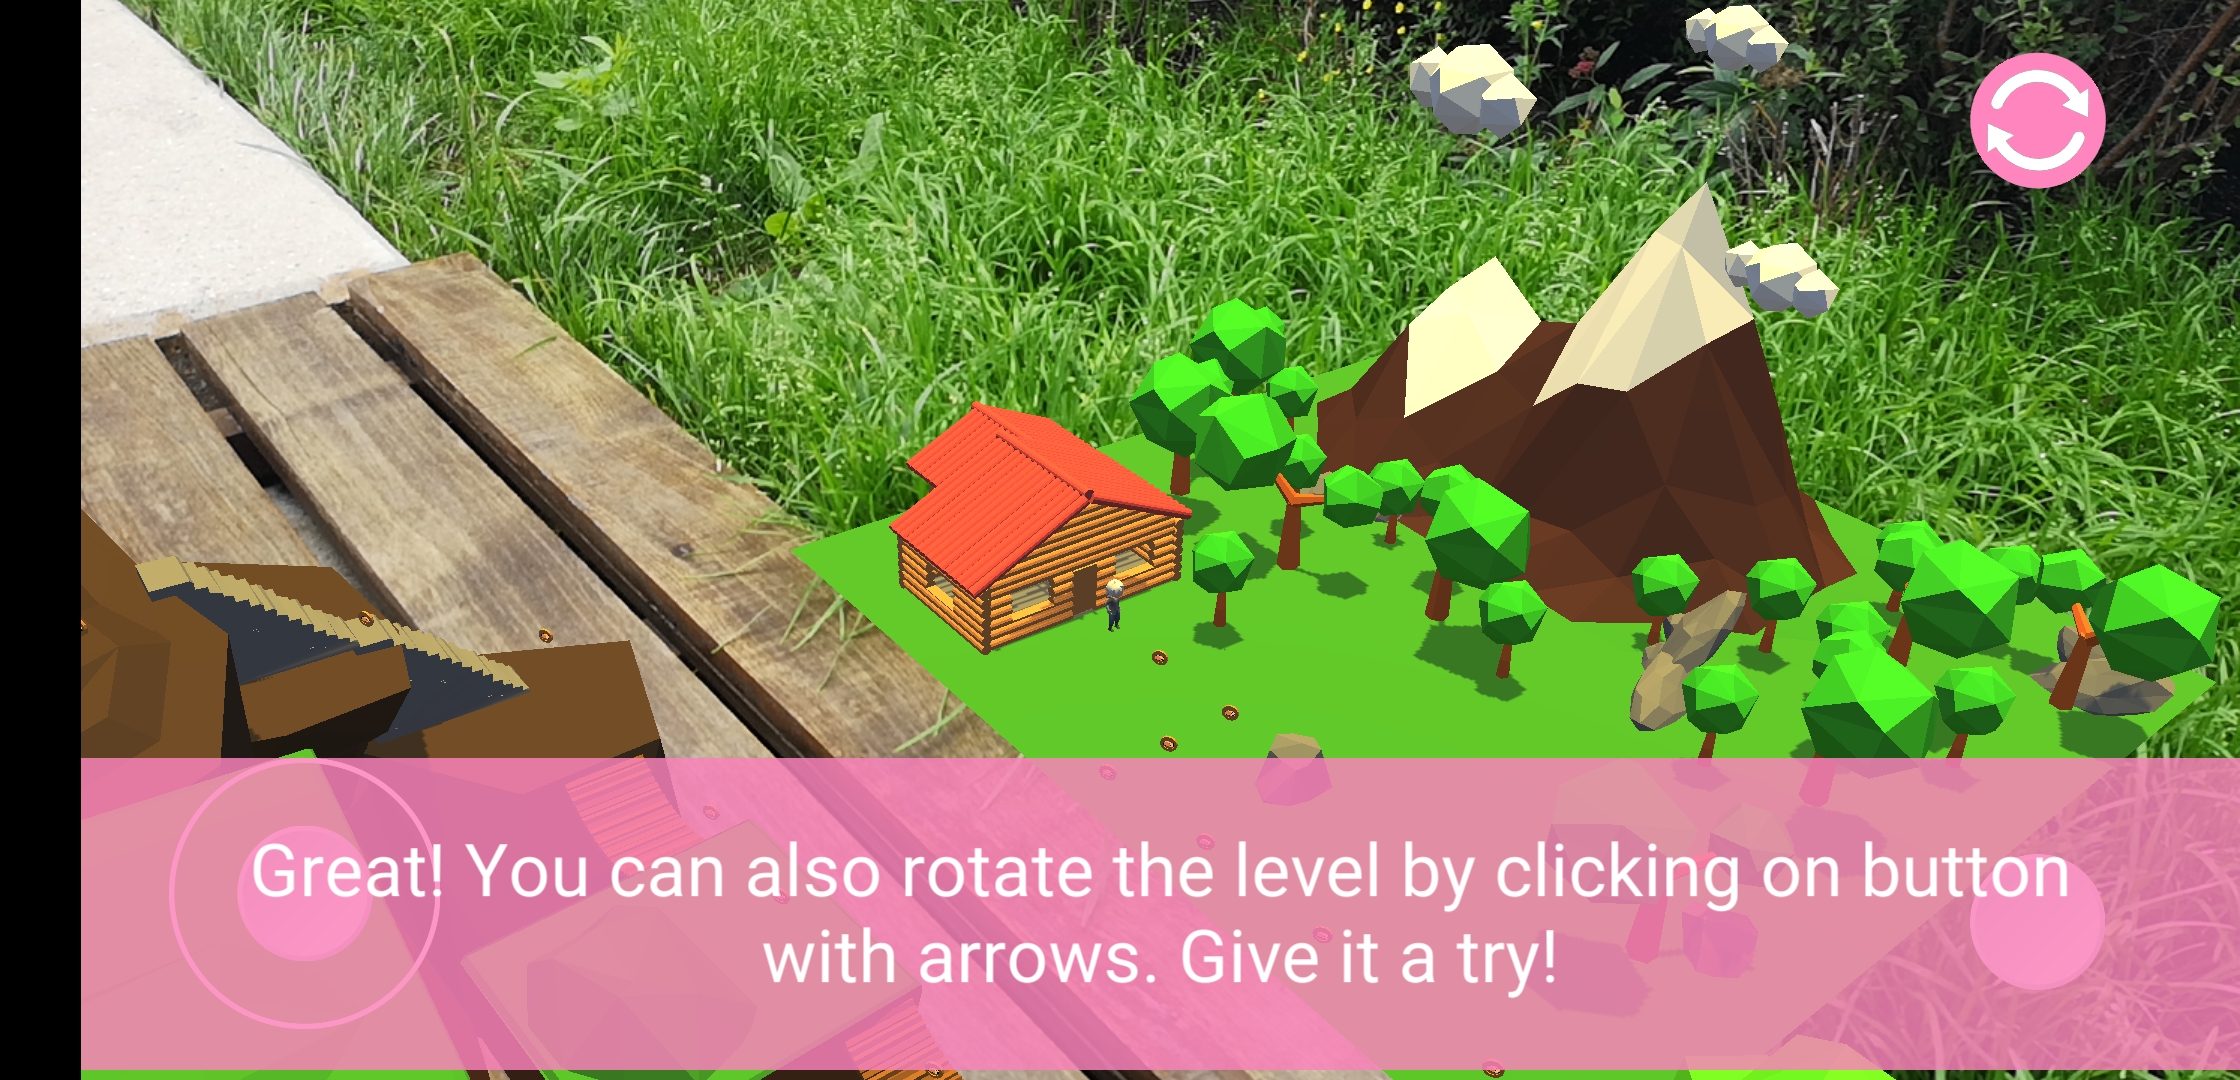 Great! You can also rotate the level by clicking on button
with arrows. Give it a try!